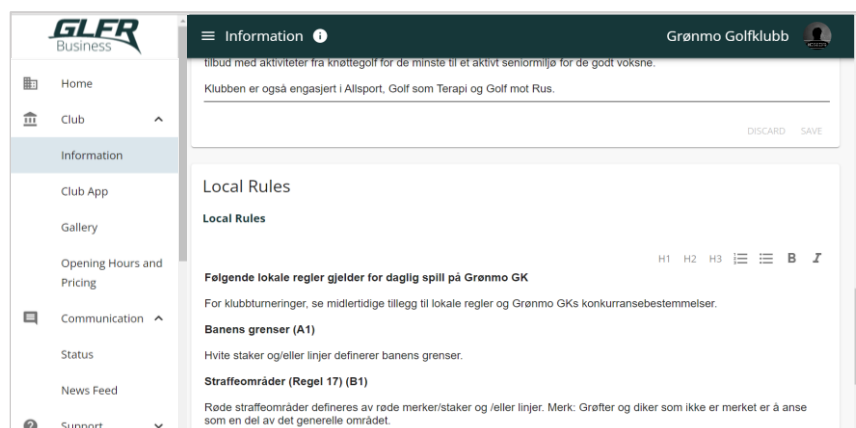 GLFR
Business
Information
Grønmo Golfklubb
Home
Club
Information
Club App
Gallery
Opening Hours and
Pricing
Communication
Status
News Feed
Support
tilbud med aktiviteter fra knøttegolf for de minste til et aktivt seniormiljø for de godt voksne.
Klubben er også engasjert i Allsport, Golf som Terapi og Golf mot Rus.
DISCARD SAVE
Local Rules
Local Rules
H1 H2 H3 B I
Følgende lokale regler gjelder for daglig spill på Grønmo GK
For klubbturneringer, se midlertidige tillegg til lokale regler og Grønmo GKs konkurransebestemmelser.
Banens grenser (A1)
Hvite staker og/eller linjer definerer banens grenser.
Straffeområder (Regel 17) (B1)
Røde straffeområder defineres av røde merker/staker og /eller linjer. Merk: Grøfter og diker som ikke er merket er å anse
som en del av det generelle området.